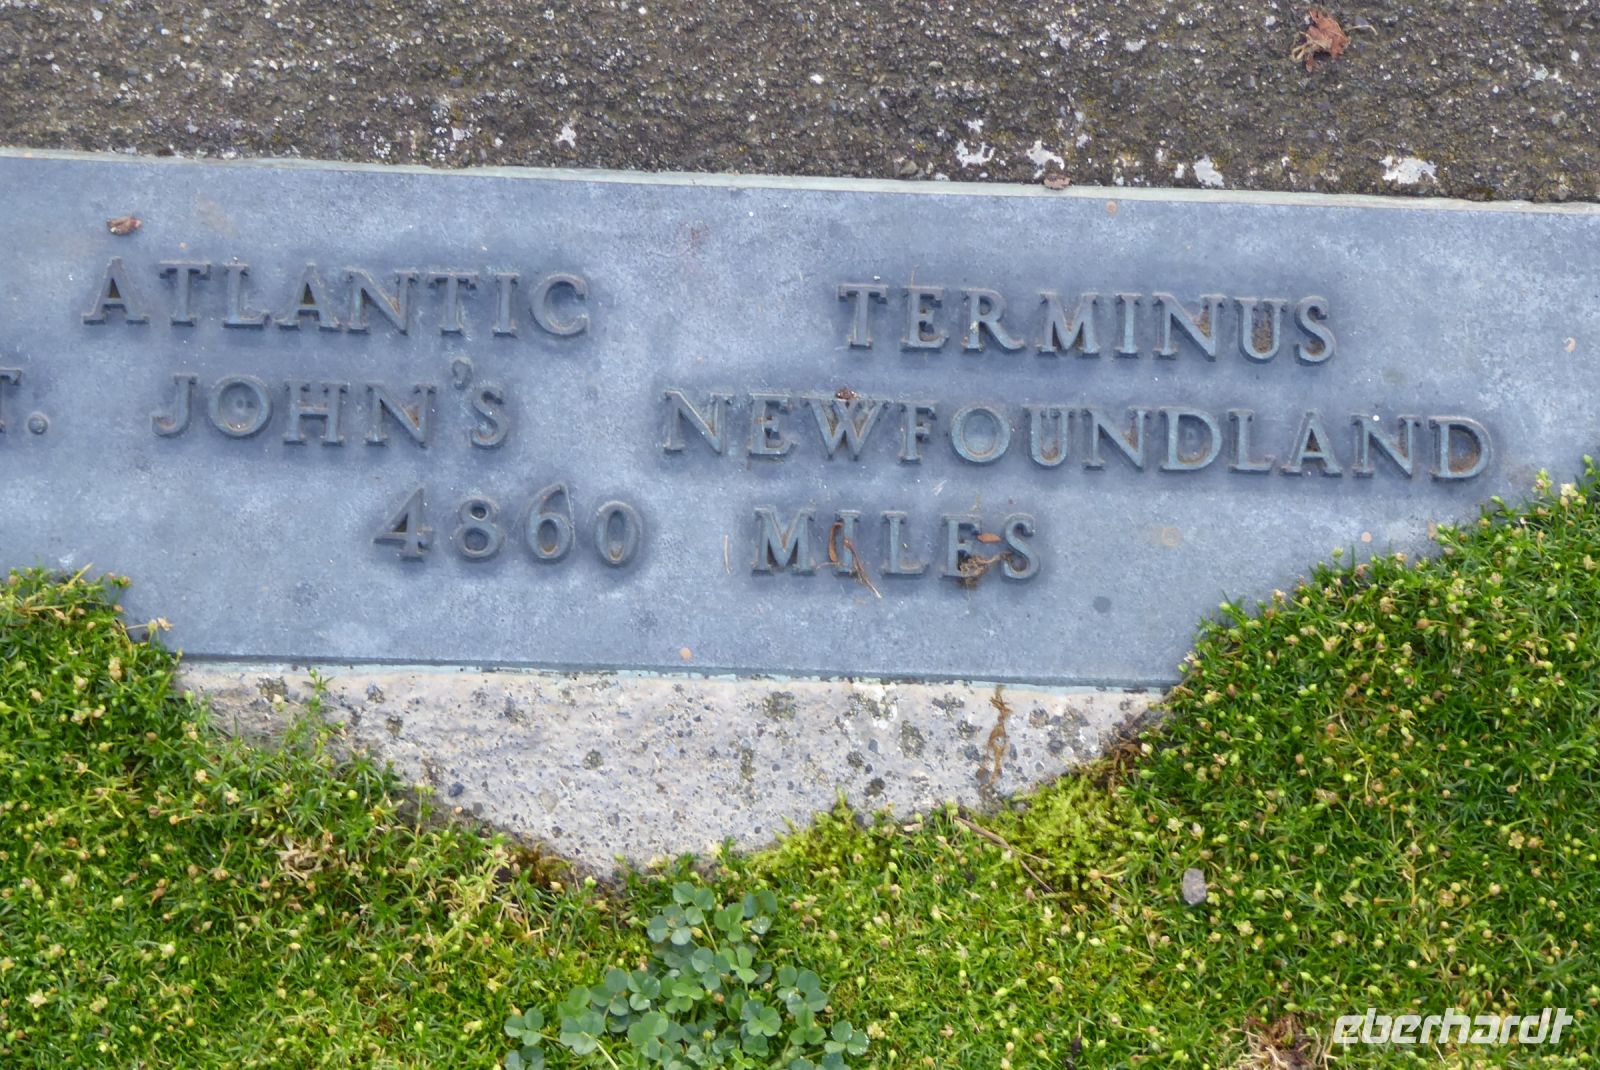 ATLANTIC TERMINUS
T. JOHN'S NEWFOUNDLAND
4860 MILES
eberhardt